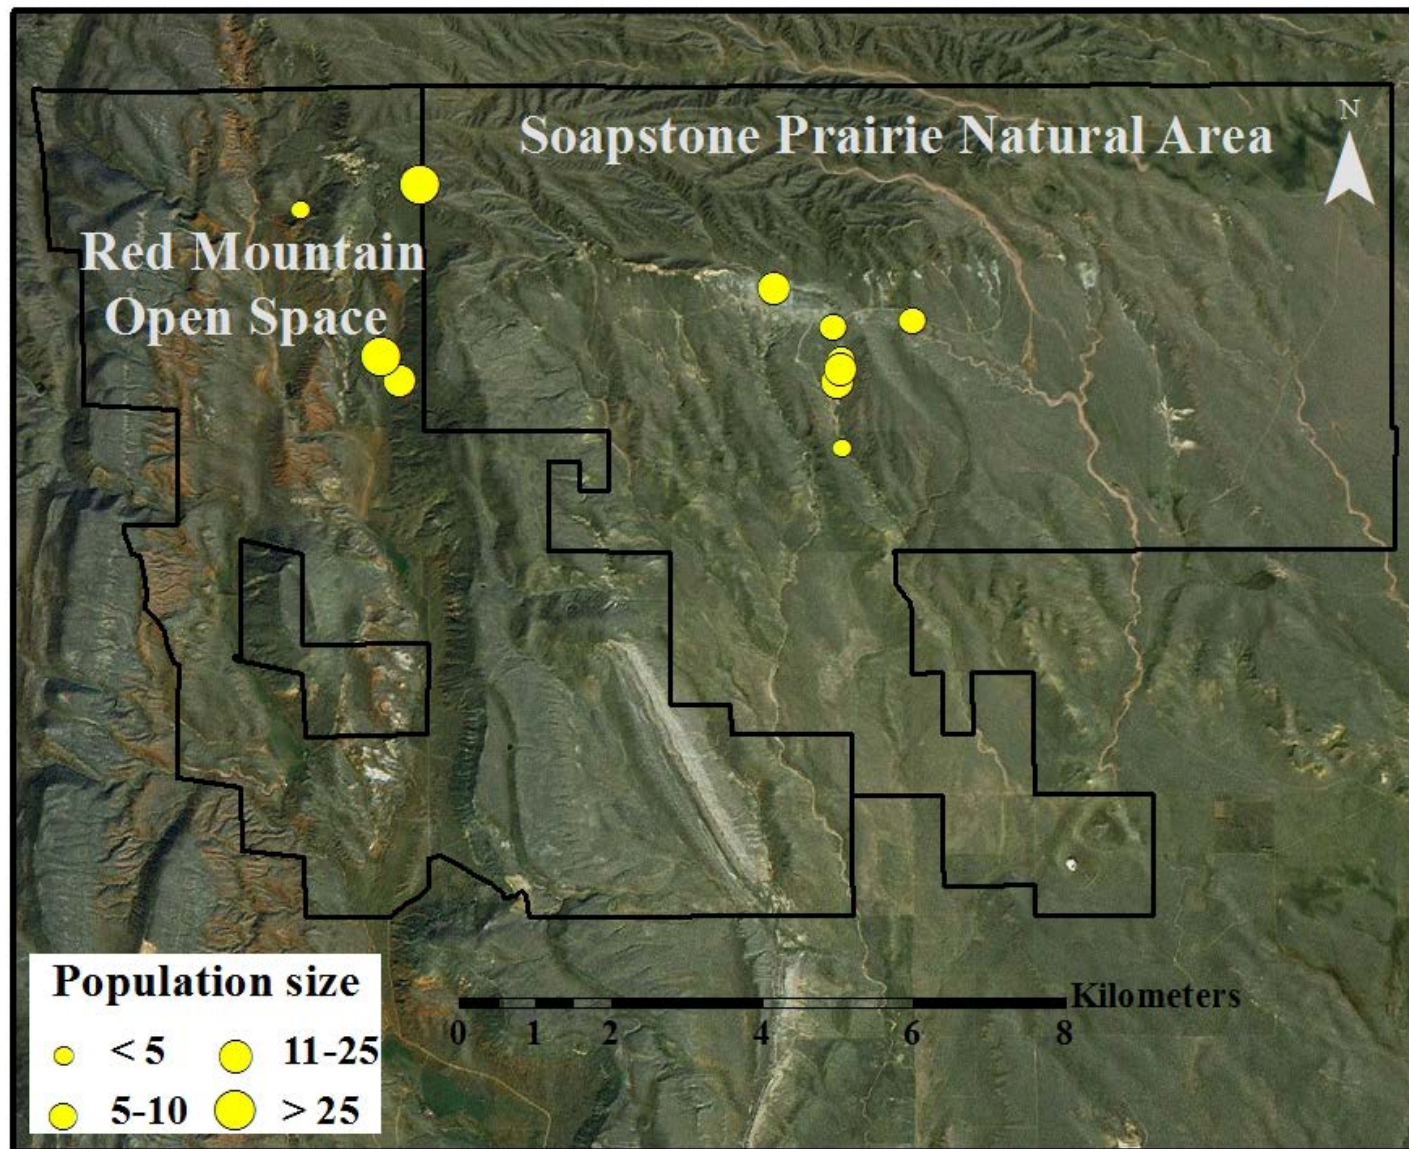 Soapstone Prairie Natural Area
N
Red Mountain
Open Space
Population size
< 5
11-25
5-10
> 25
Kilometers
0 1 2 4 6 8